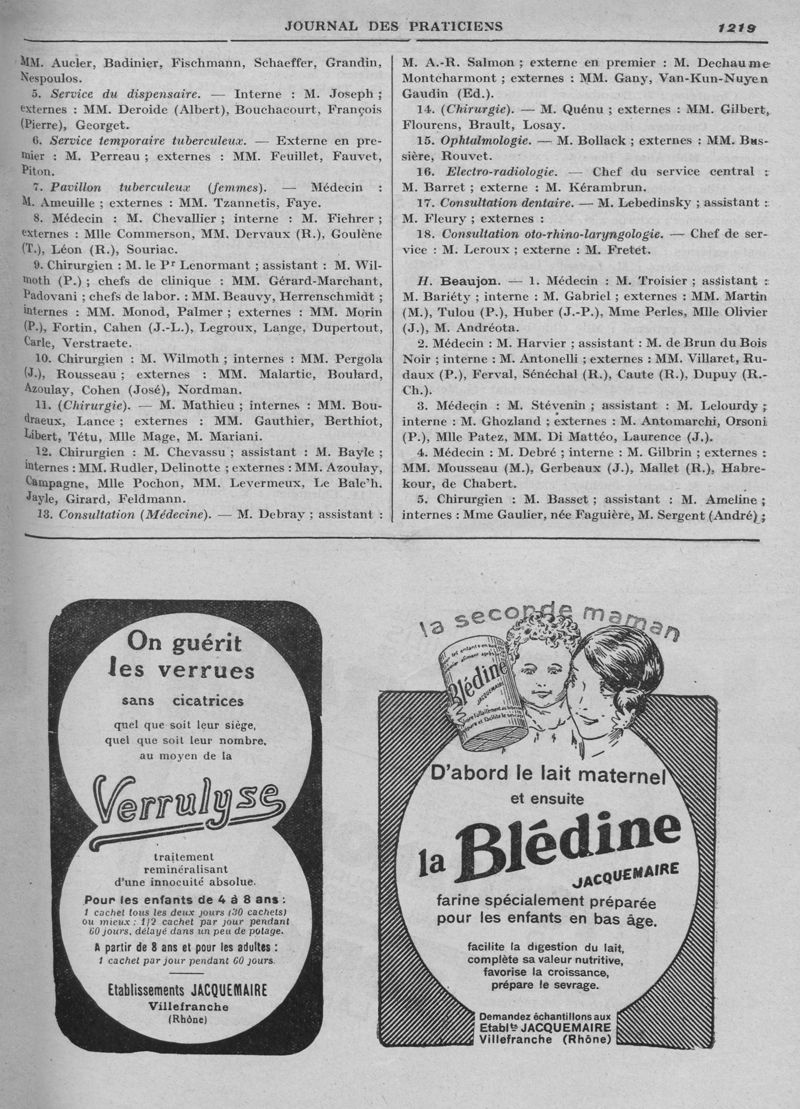 JOURNAL DES PRATICIENS 1219
MM. Aucler, Badinier, Fischmann, Schaeffer, Grandin,
Nespoulos.
5. Service du dispensaire. — Interne : M. Joseph ;
externes : MM. Deroide (Albert), Bouchacourt, François
(Pierre), Georget.
6. Service temporaire tuberculeux. — Externe en pre-
mier : M. Perreau ; externes : MM. Feuillet, Fauvet,
Piton.
7. Pavillon tuberculeux (femmes). — Médecin :
M. Ameuille ; externes : MM. Tzannetis, Faye.
8. Médecin : M. Chevallier ; interne : M. Fiehrer ;
externes : Mlle Commerson, MM. Dervaux (R.), Goulène
(T.), Léon (R.), Souriac.
9. Chirurgien : M. le Pr Lenormant ; assistant : M. Wil-
moth (P.) ; chefs de clinique : MM. Gérard-Marchant,
Padovani ; chefs de labor. : MM. Beauvy, Herrenschmidt ;
internes : MM. Monod, Palmer ; externes : MM. Morin
(P.), Fortin, Cahen (J.-L.), Legroux, Lange, Dupertout,
Carle, Verstraete.
10. Chirurgien : M. Wilmoth ; internes : MM. Pergola
(J.), Rousseau ; externes : MM. Malartic, Boulard,
Azoulay, Cohen (José), Nordman.
11. (Chirurgie). — M. Mathieu ; internes : MM. Bou-
draeux, Lance ; externes : MM. Gauthier, Berthiot,
Libert, Tétu, Mlle Mage, M. Mariani.
12. Chirurgien : M. Chevassu ; assistant : M. Bayle ;
internes : MM. Rudler, Delinotte ; externes : MM. Azoulay,
Campagne, Mlle Pochon, MM. Levermeux, Le Bale'h.
Jayle, Girard, Feldmann.
13. Consultation (Médecine). — M. Debray ; assistant :
M. A.-R. Salmon ; externe en premier : M. Dechaume
Montcharmont ; externes : MM. Gany, Van-Kun-Nuyen
Gaudin (Ed.).
14. (Chirurgie). — M. Quénu ; externes : MM. Gilbert,
Flourens, Brault, Losay.
15. Ophtalmologie. — M. Bollack ; externes : MM. Bus-
sière, Rouvet.
16. Electro-radiologie. — Chef du service central :
M. Barret ; externe : M. Kérambrun.
17. Consultation dentaire. — M. Lebedinsky ; assistant :
M. Fleury ; externes :
18. Consultation oto-rhino-laryngologie. — Chef de ser-
vice : M. Leroux ; externe : M. Fretet.
H. Beaujon. — 1. Médecin : M. Troisier ; assistant :
M. Bariéty ; interne : M. Gabriel ; externes : MM. Martin
(M.), Tulou (P.), Huber (J.-P.), Mme Perles, Mlle Olivier
(J.), M. Andréota.
2. Médecin : M. Harvier ; assistant : M. de Brun du Bois
Noir ; interne : M. Antonelli ; externes : MM. Villaret, Ru-
daux (P.), Ferval, Sénéchal (R.), Caute (R.), Dupuy (R.-
Ch.).
3. Médecin : M. Stévenin ; assistant : M. Lelourdy ;
interne : M. Ghozland ; externes : M. Antomarchi, Orsoni
(P.), Mlle Patez, MM. Di Mattéo, Laurence (J.).
4. Médecin : M. Debré ; interne : M. Gilbrin ; externes :
MM. Mousseau (M.), Gerbeaux (J.), Mallet (R.), Habre-
kour, de Chabert.
5. Chirurgien : M. Basset ; assistant : M. Ameline ;
internes : Mme Gaulier, née Faguière, M. Sergent (André) ;
On guérit
les verrues
sans cicatrices
quel que soit leur siège,
quel que soit leur nombre,
au moyen de la
Verrulyse
traitement
reminéralisant
d'une innocuité absolue.
Pour les enfants de 4 à 8 ans :
1 cachet tous les deux jours (30 cachets)
ou mieux : 1/2 cachet par jour pendant
60 jours, délayé dans un peu de potage.
A partir de 8 ans et pour les adultes :
1 cachet par jour pendant 60 jours.
Etablissements JACQUEMAIRE
Villefranche
(Rhône)
la seconde maman
Blédine
JACQUEMAIRE
D'abord le lait maternel
et ensuite
la Blédine
JACQUEMAIRE
farine spécialement préparée
pour les enfants en bas âge.
facilite la digestion du lait,
complète sa valeur nutritive,
favorise la croissance,
prépare le sevrage.
Demandez échantillons aux
Etablts JACQUEMAIRE
Villefranche (Rhône)